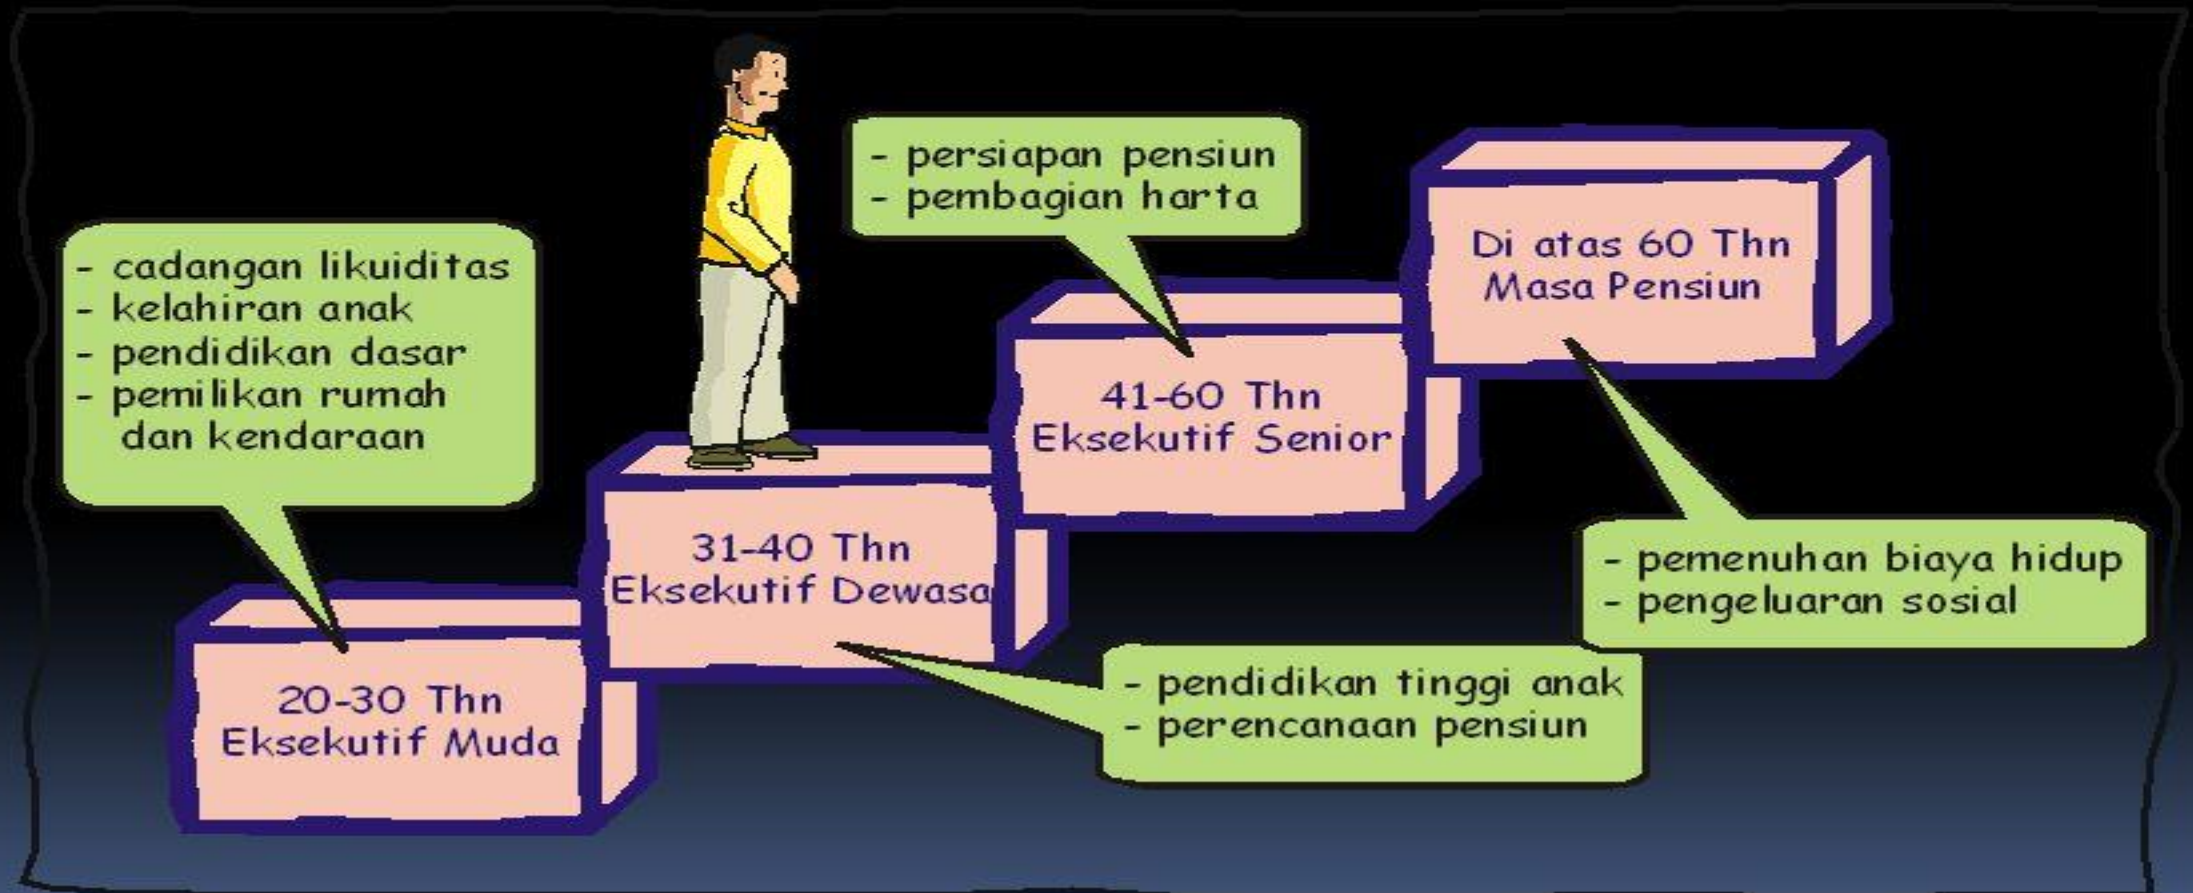 - cadangan likuiditas
- kelahiran anak
- pendidikan dasar
- pemilikan rumah
dan kendaraan
20-30 Thn
Eksekutif Muda
31-40 Thn
Eksekutif Dewasa
- pendidikan tinggi anak
- perencanaan pensiun
- persiapan pensiun
- pembagian harta
41-60 Thn
Eksekutif Senior
Di atas 60 Thn
Masa Pensiun
- pemenuhan biaya hidup
- pengeluaran sosial